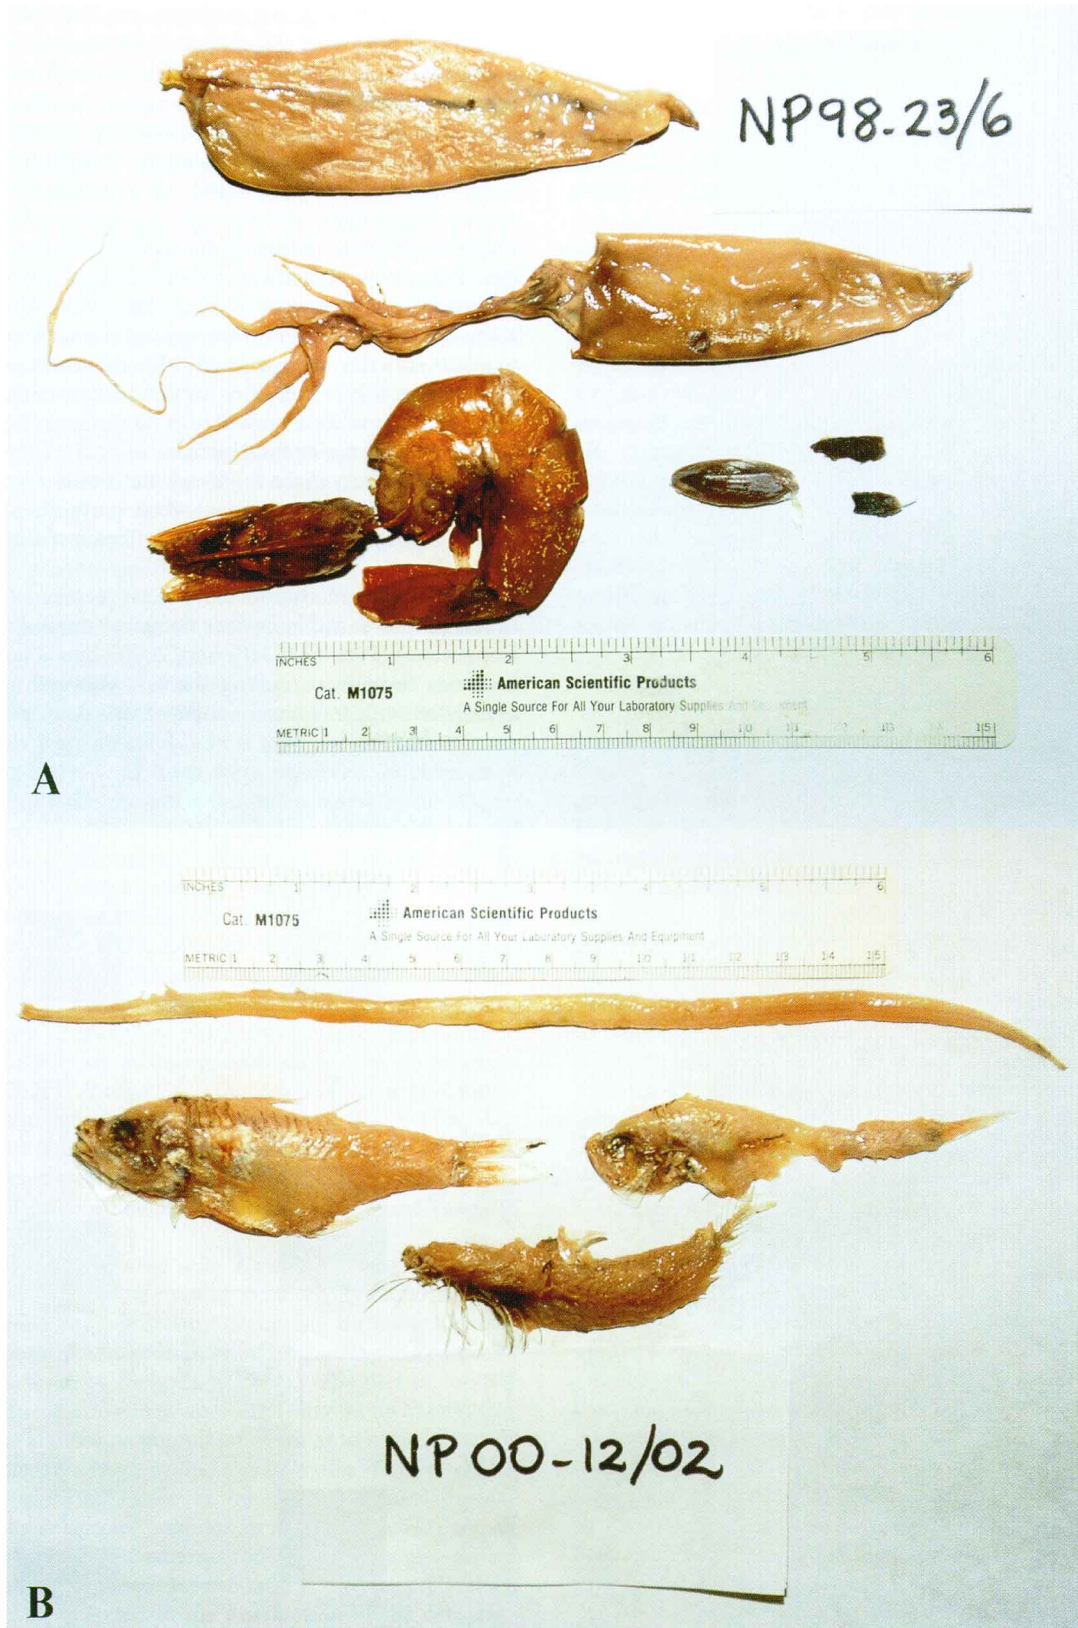 NP98-23/6
INCHES 1 2 3 4 5 6
Cat. M1075
American Scientific Products
A Single Source For All Your Laboratory Supplies And Equipment
METRIC 1 2 3 4 5 6 7 8 9 10 11 13 15
A
INCHES 1 2 3 4 5 6
Cat. M1075
American Scientific Products
A Single Source For All Your Laboratory Supplies And Equipment
METRIC 1 2 3 4 5 6 7 8 9 10 11 12 13 14 15
NP00-12/02
B